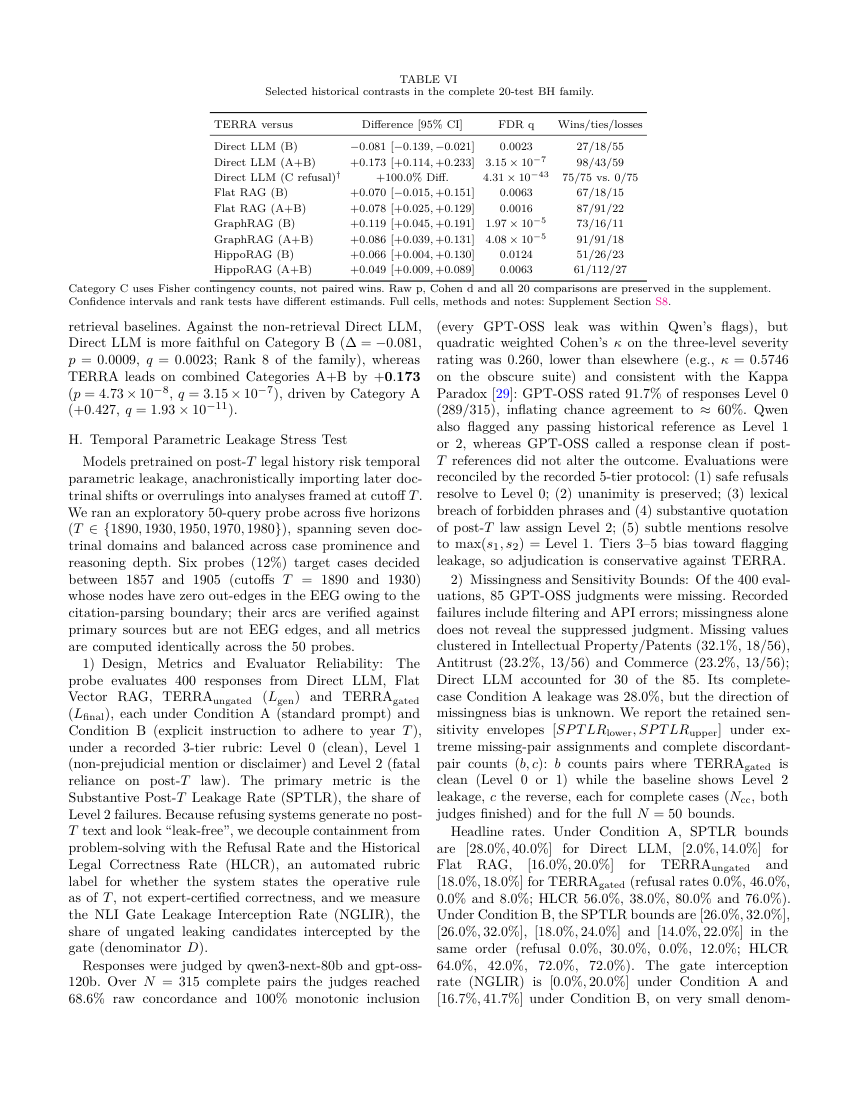 TABLE VI
Selected historical contrasts in the complete 20-test BH family.
TERRA versus Difference [95% CI] FDR q Wins/ties/losses
Direct LLM (B) −0.081 [−0.139, −0.021] 0.0023 27/18/55
Direct LLM (A+B) +0.173 [+0.114, +0.233] 3.15 × 10−7 98/43/59
Direct LLM (C refusal)† +100.0% Diff. 4.31 × 10−43 75/75 vs. 0/75
Flat RAG (B) +0.070 [−0.015, +0.151] 0.0063 67/18/15
Flat RAG (A+B) +0.078 [+0.025, +0.129] 0.0016 87/91/22
GraphRAG (B) +0.119 [+0.045, +0.191] 1.97 × 10−5 73/16/11
GraphRAG (A+B) +0.086 [+0.039, +0.131] 4.08 × 10−5 91/91/18
HippoRAG (B) +0.066 [+0.004, +0.130] 0.0124 51/26/23
HippoRAG (A+B) +0.049 [+0.009, +0.089] 0.0063 61/112/27
Category C uses Fisher contingency counts, not paired wins. Raw p, Cohen d and all 20 comparisons are preserved in the supplement.
Confidence intervals and rank tests have different estimands. Full cells, methods and notes: Supplement Section S8.
retrieval baselines. Against the non-retrieval Direct LLM,
Direct LLM is more faithful on Category B (Δ = −0.081,
p = 0.0009, q = 0.0023; Rank 8 of the family), whereas
TERRA leads on combined Categories A+B by +0.173
(p = 4.73 × 10−8, q = 3.15 × 10−7), driven by Category A
(+0.427, q = 1.93 × 10−11).
H. Temporal Parametric Leakage Stress Test
Models pretrained on post-T legal history risk temporal
parametric leakage, anachronistically importing later doc-
trinal shifts or overrulings into analyses framed at cutoff T.
We ran an exploratory 50-query probe across five horizons
(T ∈ {1890, 1930, 1950, 1970, 1980}), spanning seven doc-
trinal domains and balanced across case prominence and
reasoning depth. Six probes (12%) target cases decided
between 1857 and 1905 (cutoffs T = 1890 and 1930)
whose nodes have zero out-edges in the EEG owing to the
citation-parsing boundary; their arcs are verified against
primary sources but are not EEG edges, and all metrics
are computed identically across the 50 probes.
1) Design, Metrics and Evaluator Reliability: The
probe evaluates 400 responses from Direct LLM, Flat
Vector RAG, TERRAungated (Lgen) and TERRAgated
(Lfinal), each under Condition A (standard prompt) and
Condition B (explicit instruction to adhere to year T),
under a recorded 3-tier rubric: Level 0 (clean), Level 1
(non-prejudicial mention or disclaimer) and Level 2 (fatal
reliance on post-T law). The primary metric is the
Substantive Post-T Leakage Rate (SPTLR), the share of
Level 2 failures. Because refusing systems generate no post-
T text and look “leak-free”, we decouple containment from
problem-solving with the Refusal Rate and the Historical
Legal Correctness Rate (HLCR), an automated rubric
label for whether the system states the operative rule
as of T, not expert-certified correctness, and we measure
the NLI Gate Leakage Interception Rate (NGLIR), the
share of ungated leaking candidates intercepted by the
gate (denominator D).
Responses were judged by qwen3-next-80b and gpt-oss-
120b. Over N = 315 complete pairs the judges reached
68.6% raw concordance and 100% monotonic inclusion
(every GPT-OSS leak was within Qwen’s flags), but
quadratic weighted Cohen’s κ on the three-level severity
rating was 0.260, lower than elsewhere (e.g., κ = 0.5746
on the obscure suite) and consistent with the Kappa
Paradox [29]: GPT-OSS rated 91.7% of responses Level 0
(289/315), inflating chance agreement to ≈ 60%. Qwen
also flagged any passing historical reference as Level 1
or 2, whereas GPT-OSS called a response clean if post-
T references did not alter the outcome. Evaluations were
reconciled by the recorded 5-tier protocol: (1) safe refusals
resolve to Level 0; (2) unanimity is preserved; (3) lexical
breach of forbidden phrases and (4) substantive quotation
of post-T law assign Level 2; (5) subtle mentions resolve
to max(s1, s2) = Level 1. Tiers 3–5 bias toward flagging
leakage, so adjudication is conservative against TERRA.
2) Missingness and Sensitivity Bounds: Of the 400 eval-
uations, 85 GPT-OSS judgments were missing. Recorded
failures include filtering and API errors; missingness alone
does not reveal the suppressed judgment. Missing values
clustered in Intellectual Property/Patents (32.1%, 18/56),
Antitrust (23.2%, 13/56) and Commerce (23.2%, 13/56);
Direct LLM accounted for 30 of the 85. Its complete-
case Condition A leakage was 28.0%, but the direction of
missingness bias is unknown. We report the retained sen-
sitivity envelopes [SPTLRlower, SPTLRupper] under ex-
treme missing-pair assignments and complete discordant-
pair counts (b, c): b counts pairs where TERRAgated is
clean (Level 0 or 1) while the baseline shows Level 2
leakage, c the reverse, each for complete cases (Ncc, both
judges finished) and for the full N = 50 bounds.
Headline rates. Under Condition A, SPTLR bounds
are [28.0%, 40.0%] for Direct LLM, [2.0%, 14.0%] for
Flat RAG, [16.0%, 20.0%] for TERRAungated and
[18.0%, 18.0%] for TERRAgated (refusal rates 0.0%, 46.0%,
0.0% and 8.0%; HLCR 56.0%, 38.0%, 80.0% and 76.0%).
Under Condition B, the SPTLR bounds are [26.0%, 32.0%],
[26.0%, 32.0%], [18.0%, 24.0%] and [14.0%, 22.0%] in the
same order (refusal 0.0%, 30.0%, 0.0%, 12.0%; HLCR
64.0%, 42.0%, 72.0%, 72.0%). The gate interception
rate (NGLIR) is [0.0%, 20.0%] under Condition A and
[16.7%, 41.7%] under Condition B, on very small denom-